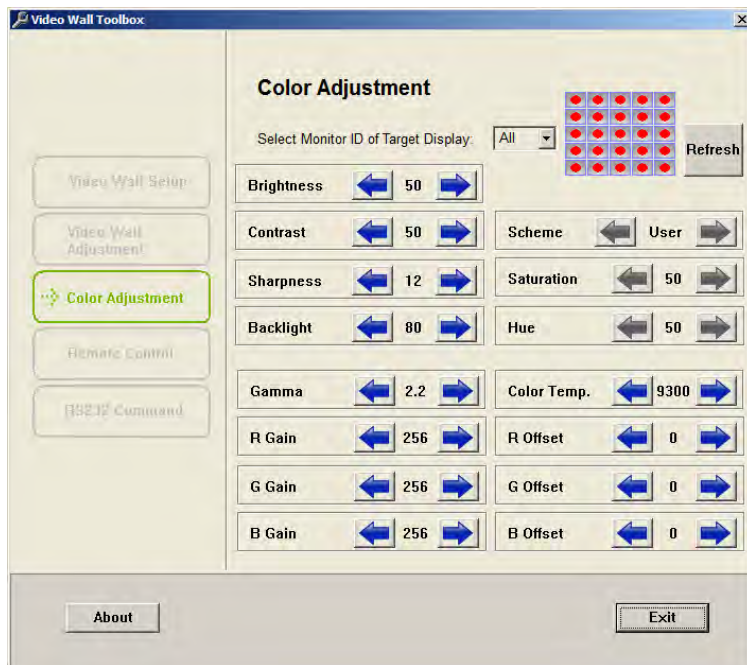 Video Wall Toolbox
Color Adjustment
Select Monitor ID of Target Display:
All
Refresh
Video Wall Setup
Video Wall
Adjustment
Color Adjustment
Remote Control
RS232 Command
Brightness 50
Contrast 50
Scheme User
Sharpness 12
Saturation 50
Backlight 80
Hue 50
Gamma 2.2
Color Temp. 9300
R Gain 256
R Offset 0
G Gain 256
G Offset 0
B Gain 256
B Offset 0
About
Exit